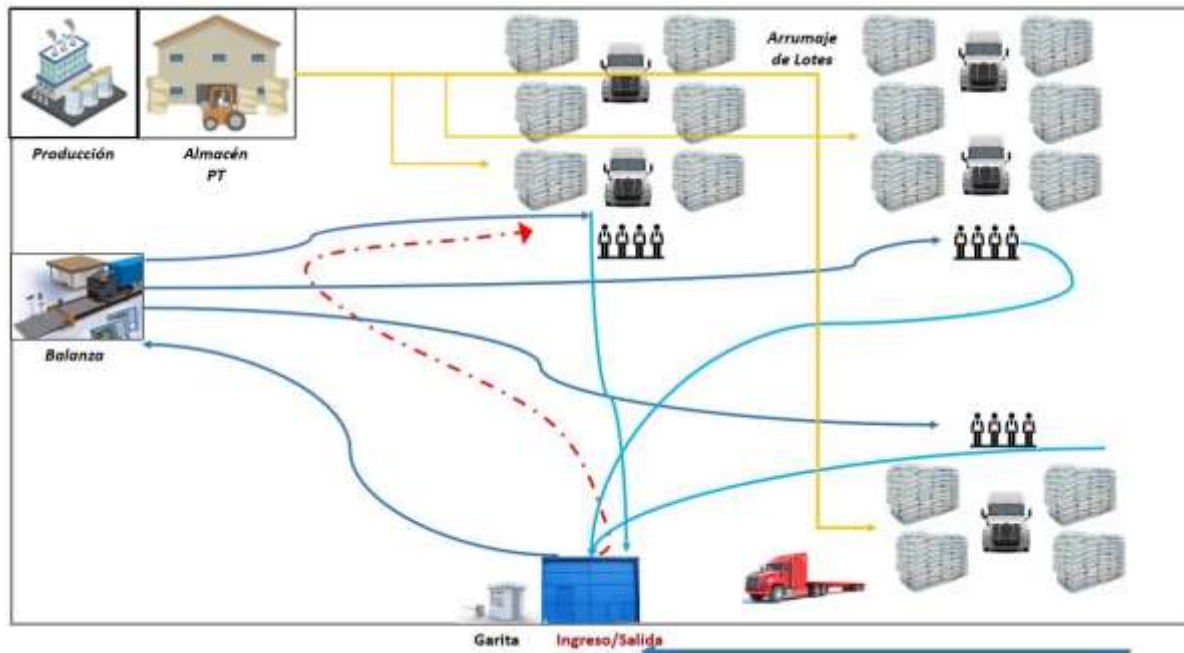 Arrumaje
de Lotes
Producción
Almacén
PT
Balanza
Garita
Ingreso/Salida